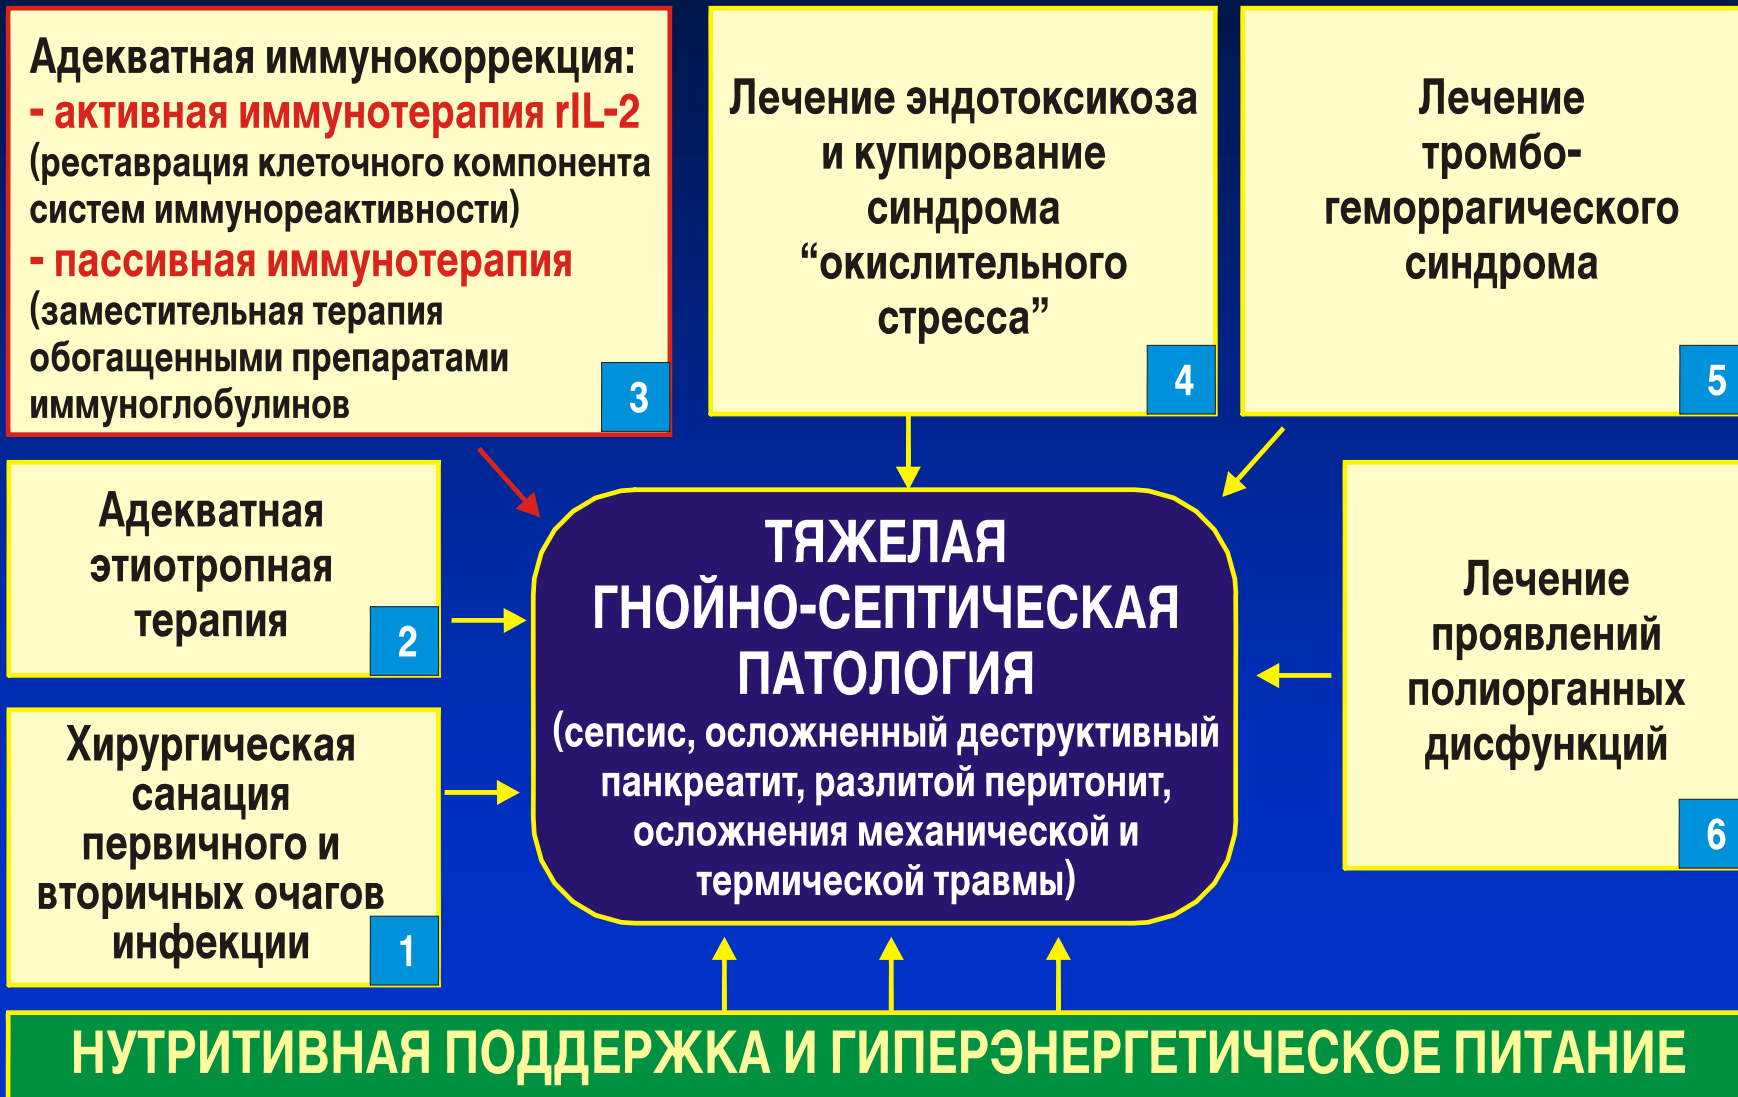 Адекватная иммунокоррекция:
- активная иммунотерапия rIL-2
(реставрация клеточного компонента
систем иммунореактивности)
- пассивная иммунотерапия
(заместительная терапия
обогащенными препаратами
иммуноглобулинов
3
Лечение эндотоксикоза
и купирование
синдрома
“окислительного
стресса”
4
Лечение
тромбо-
геморрагического
синдрома
5
Адекватная
этиотропная
терапия
2
Хирургическая
санация
первичного и
вторичных очагов
инфекции
1
ТЯЖЕЛАЯ
ГНОЙНО-СЕПТИЧЕСКАЯ
ПАТОЛОГИЯ
(сепсис, осложненный деструктивный
панкреатит, разлитой перитонит,
осложнения механической и
термической травмы)
Лечение
проявлений
полиорганных
дисфункций
6
НУТРИТИВНАЯ ПОДДЕРЖКА И ГИПЕРЭНЕРГЕТИЧЕСКОЕ ПИТАНИЕ